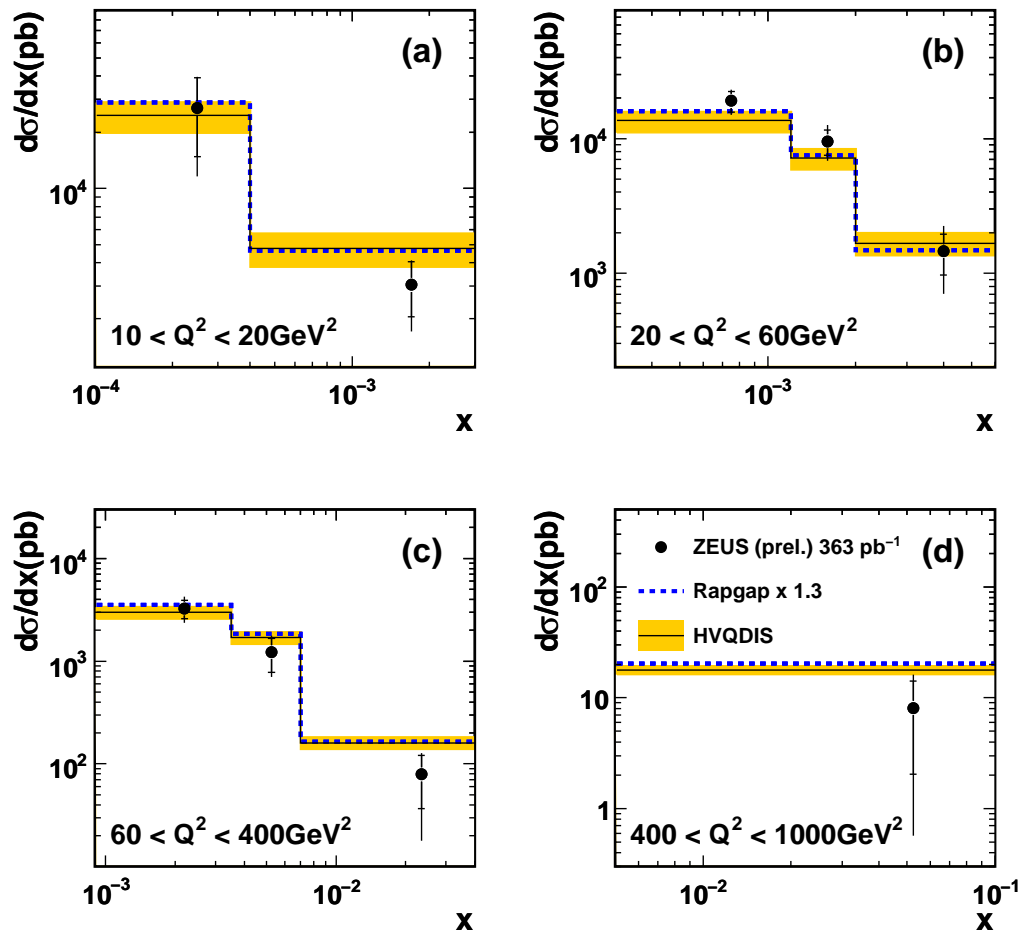 dσ/dx(pb)
(a)
10⁴
10 < Q² < 20GeV²
10⁻⁴
10⁻³
x
dσ/dx(pb)
(b)
10⁴
10³
20 < Q² < 60GeV²
10⁻³
x
dσ/dx(pb)
(c)
10⁴
10³
10²
60 < Q² < 400GeV²
10⁻³
10⁻²
x
dσ/dx(pb)
(d)
ZEUS (prel.) 363 pb⁻¹
Rapgap x 1.3
HVQDIS
10²
10
1
400 < Q² < 1000GeV²
10⁻²
10⁻¹
x